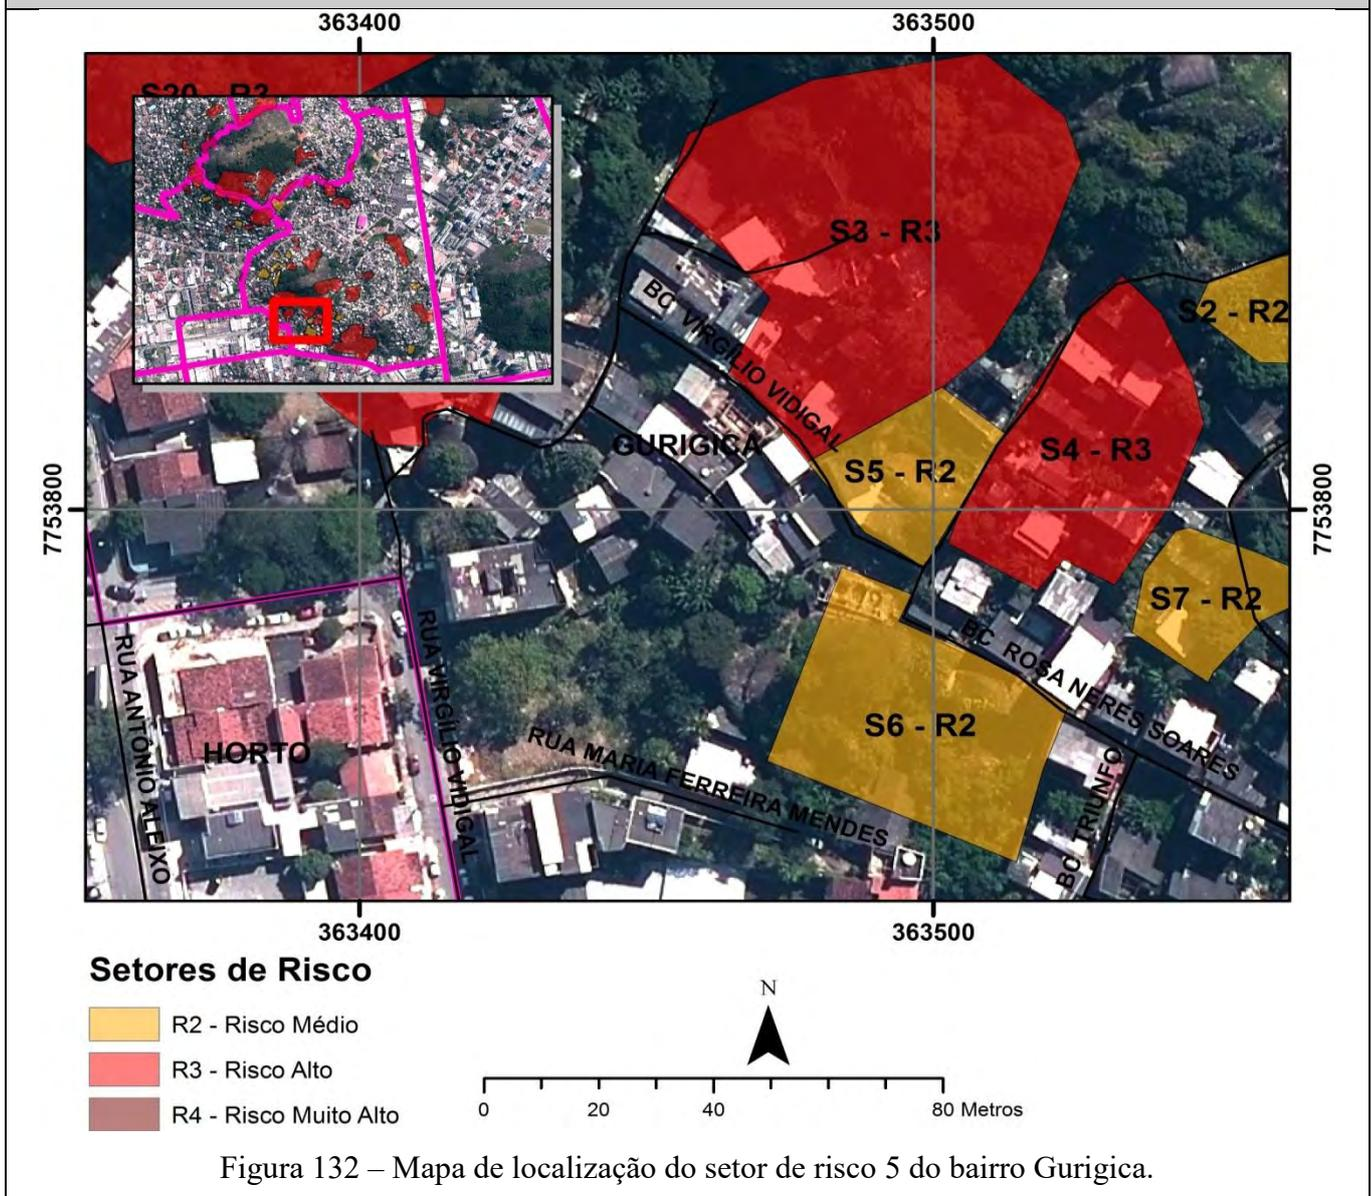 363400
363500
S20 - R3
S3 - R3
S2 - R2
BC VIRGÍLIO VIDIGAL
GURIGICA
S4 - R3
S5 - R2
7753800
7753800
S7 - R2
BC ROSA NERES SOARES
RUA ANTÔNIO ALEIXO
RUA VIRGÍLIO VIDIGAL
HORTO
S6 - R2
RUA MARIA FERREIRA MENDES
BC TRIUNFO
363400
363500
Setores de Risco
R2 - Risco Médio
R3 - Risco Alto
R4 - Risco Muito Alto
N
0 20 40 80 Metros
Figura 132 – Mapa de localização do setor de risco 5 do bairro Gurigica.